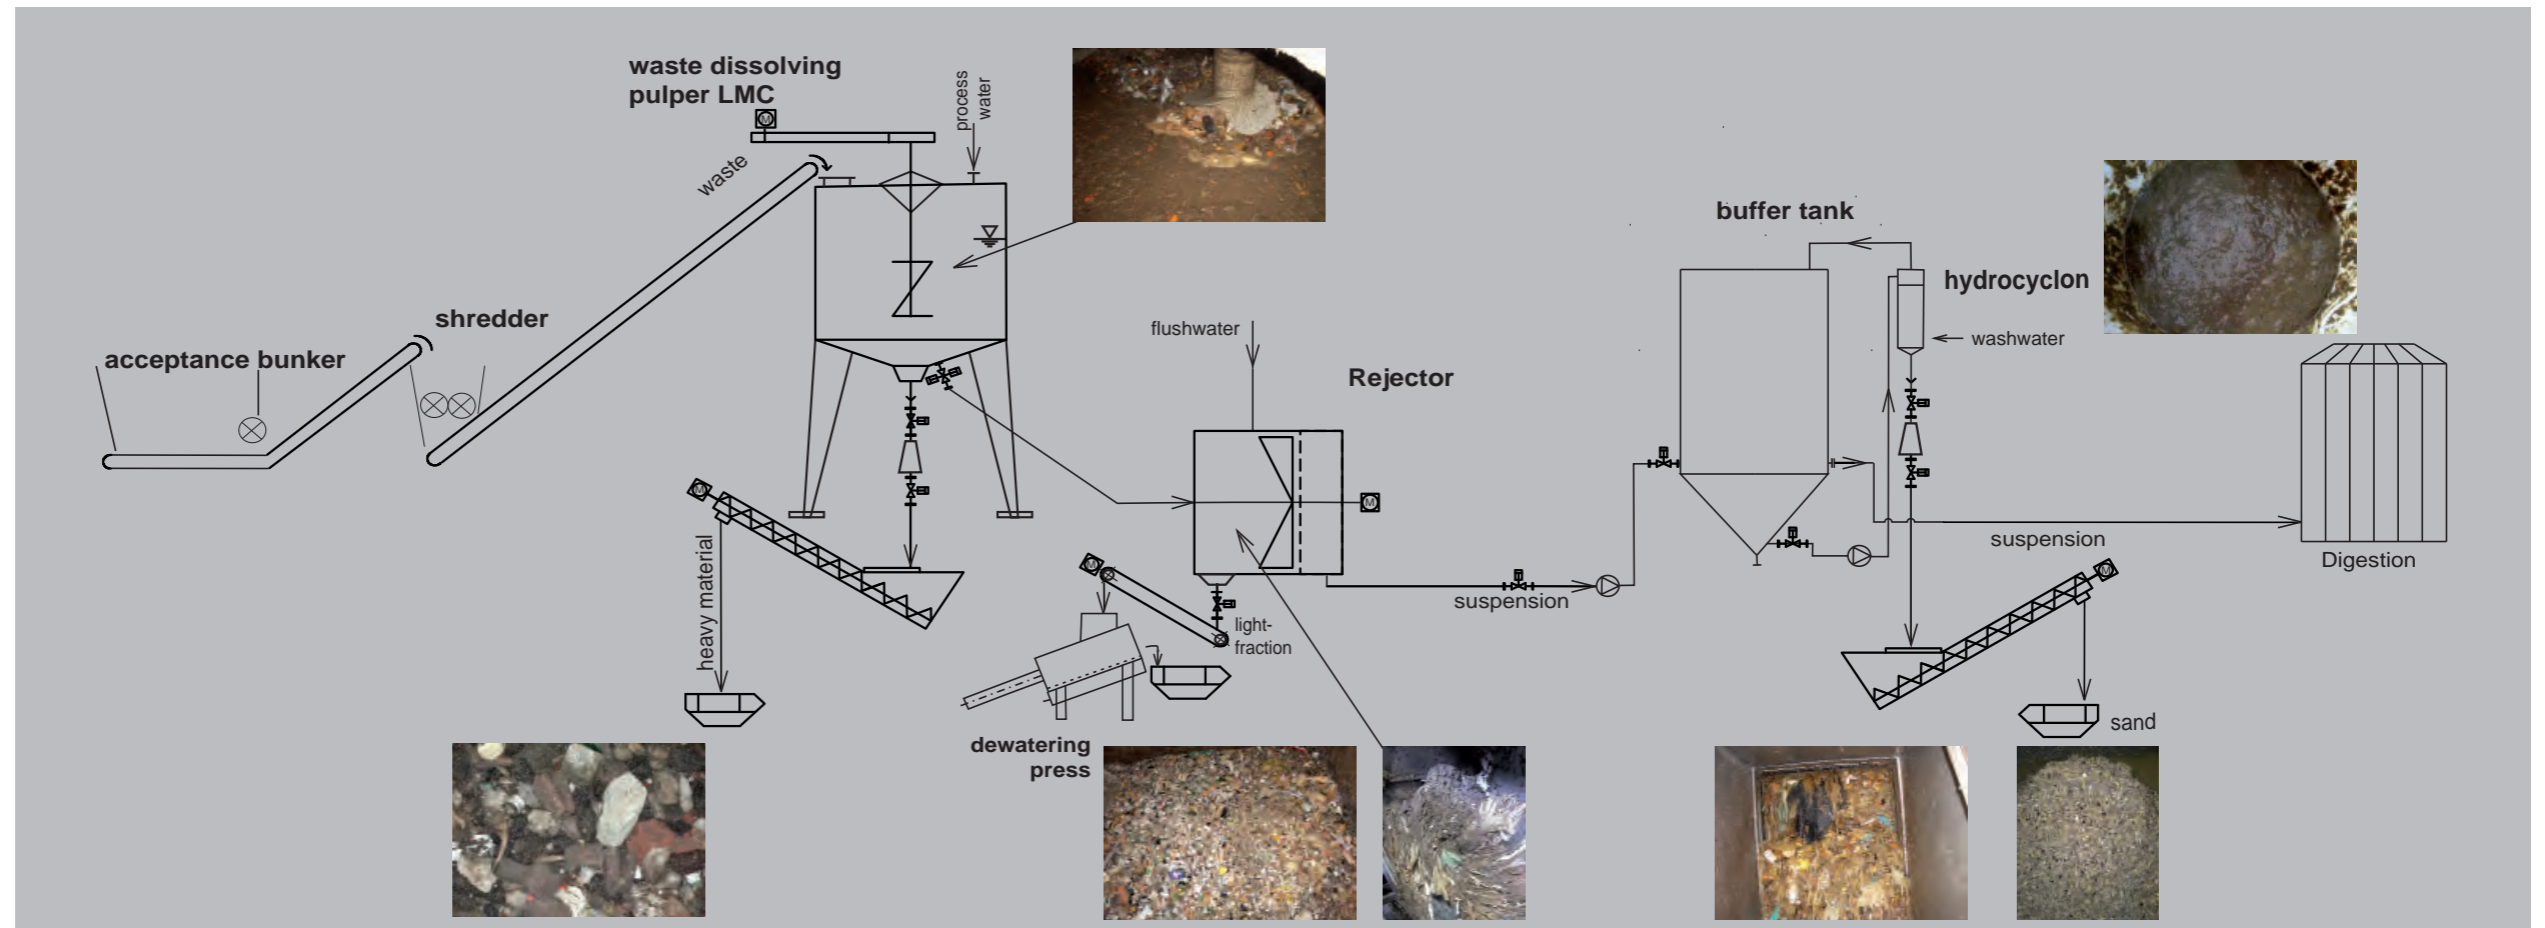 waste dissolving
pulper LMC
M
process
water
waste
shredder
acceptance bunker
buffer tank
hydrocyclon
flushwater
washwater
Rejector
M
M
heavy material
suspension
Digestion
M
M
suspension
light-
fraction
sand
dewatering
press